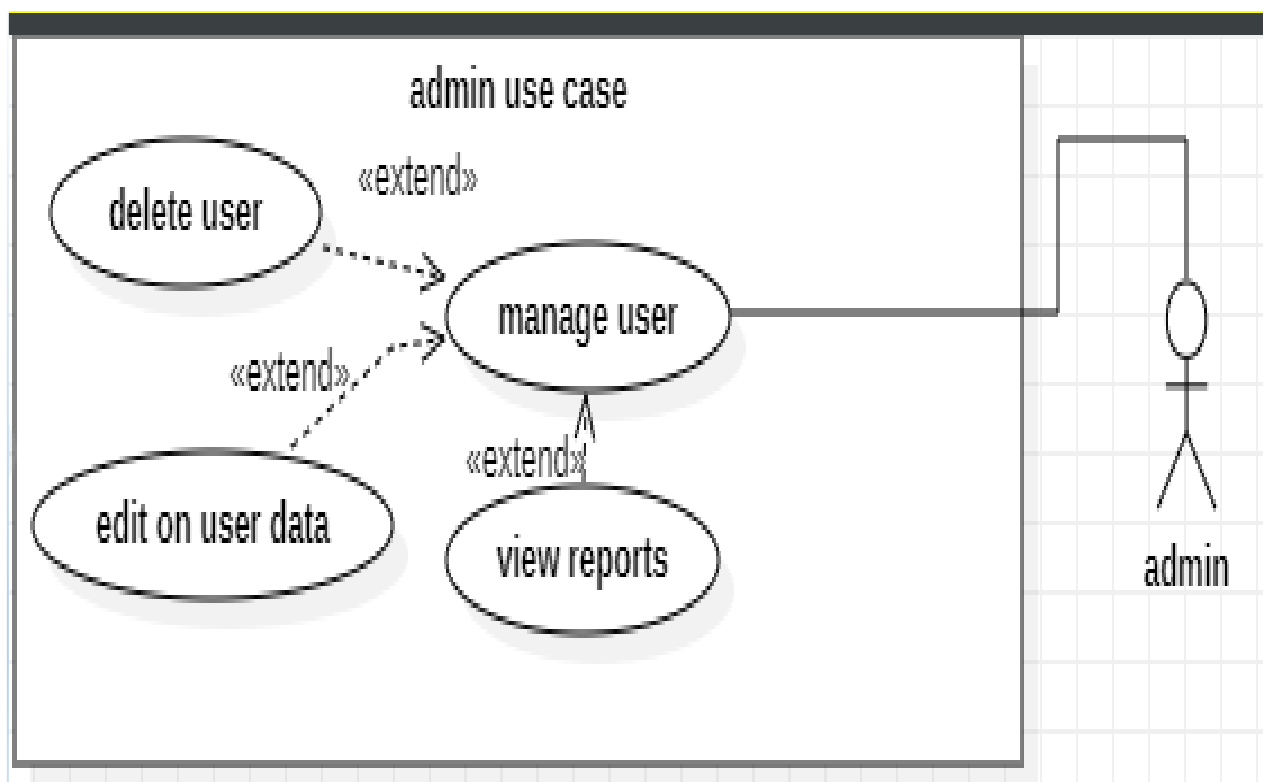 admin use case
«extend»
delete user
manage user
«extend»
«extend»
edit on user data
view reports
admin